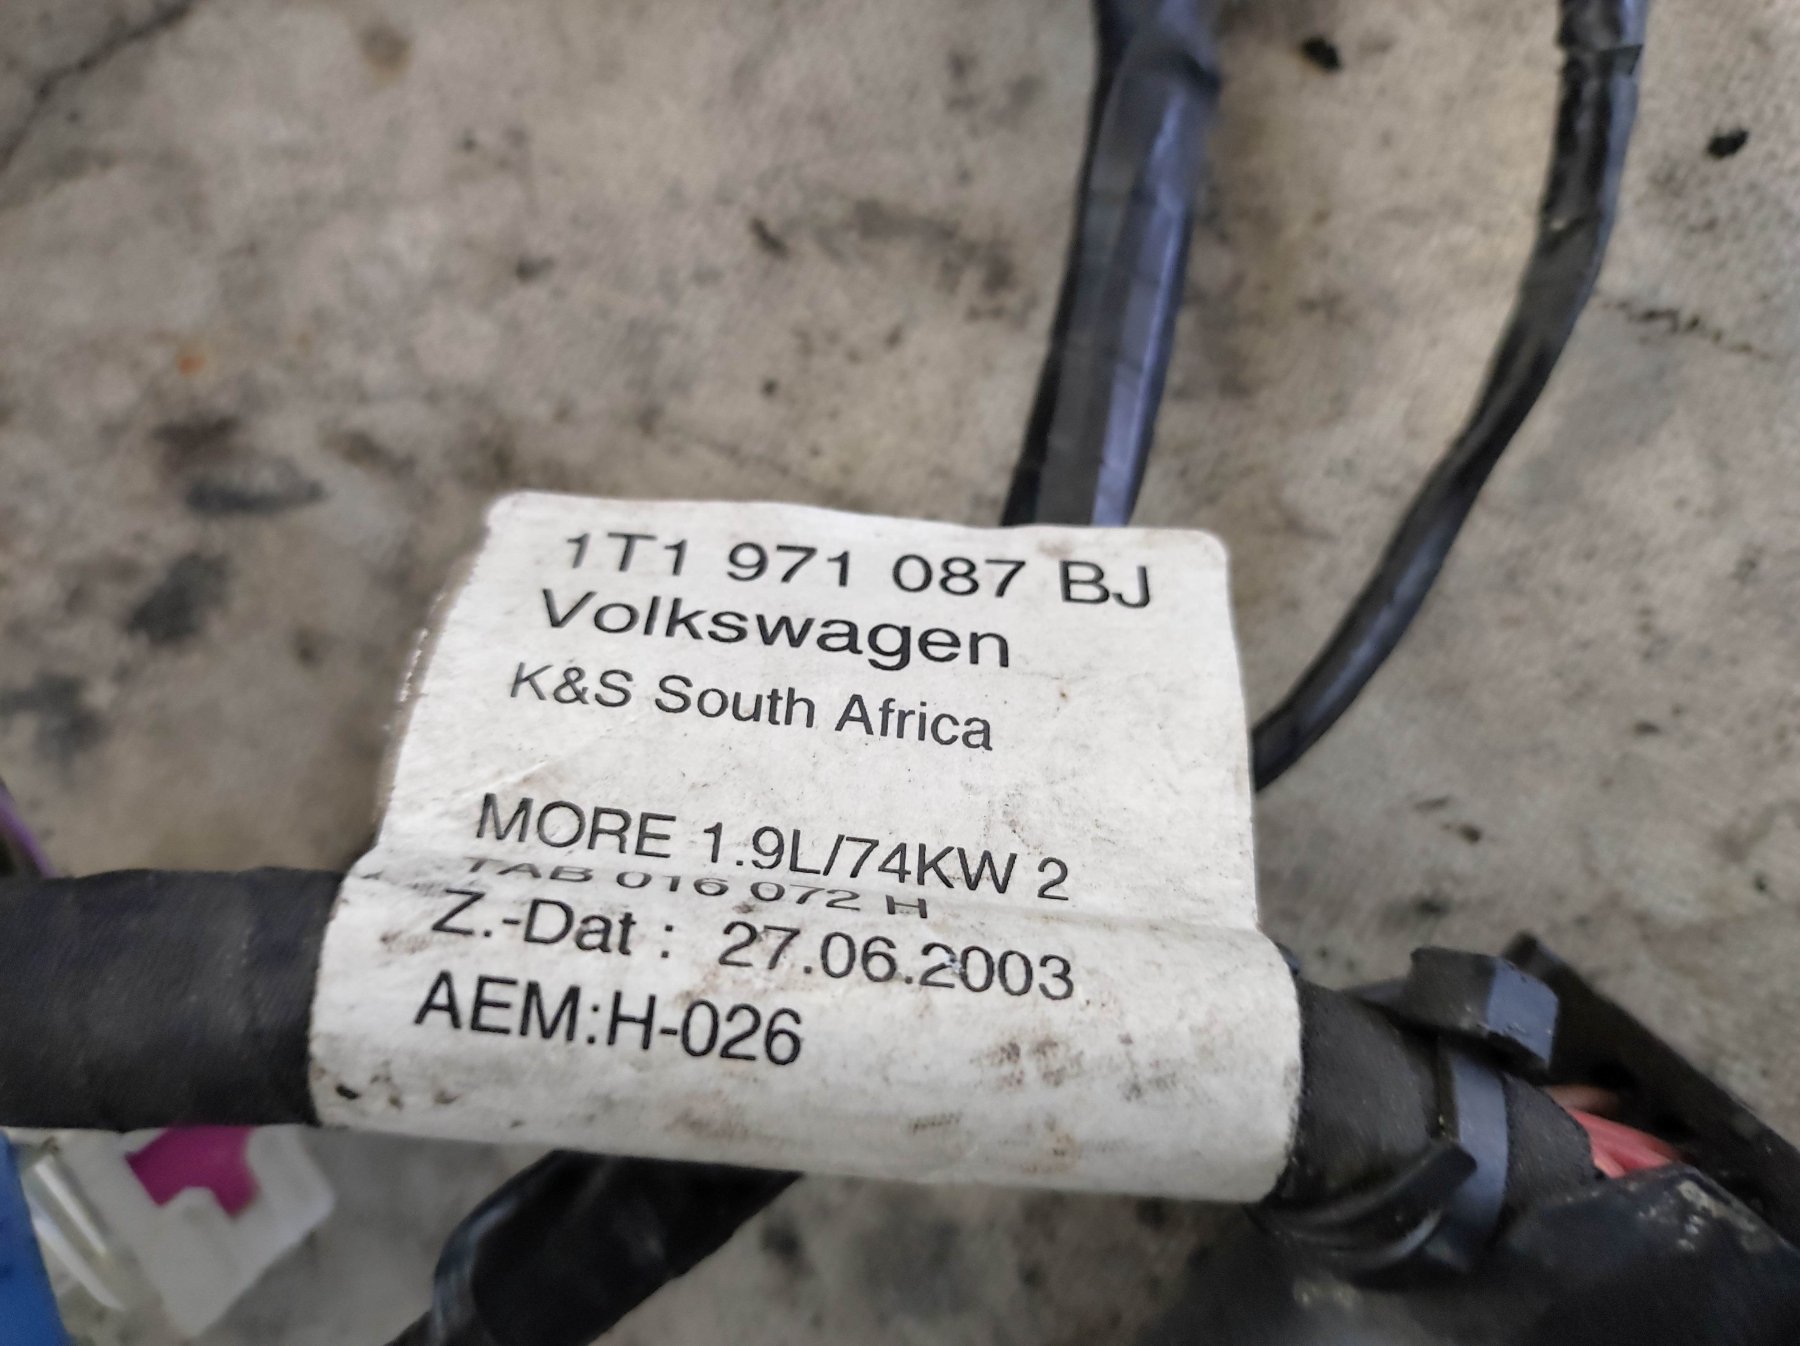 1T1 971 087 BJ
Volkswagen
K&S South Africa
MORE 1.9L/74KW 2
TAB 016 072 H
Z.-Dat : 27.06.2003
AEM:H-026